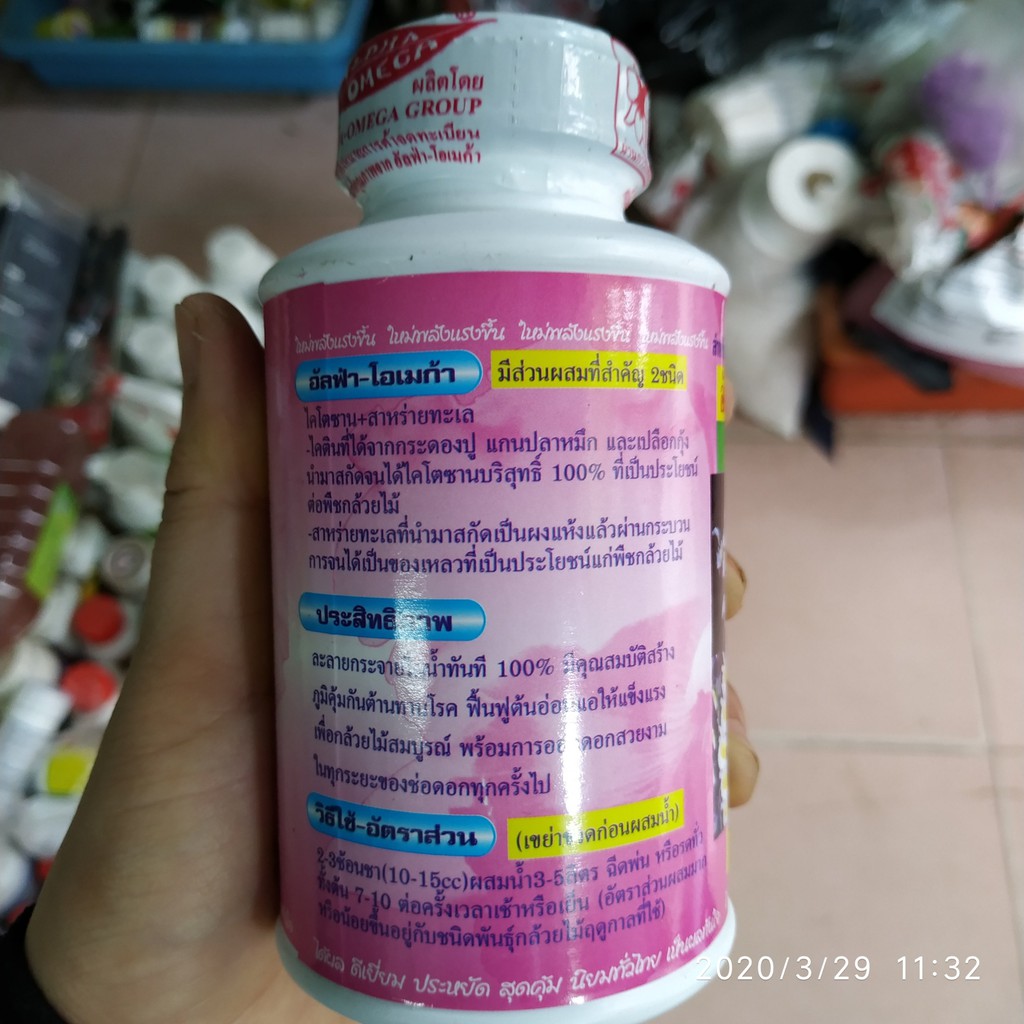 OMEGA
ผลิตโดย
OMEGA GROUP
อัลฟ่า-โอเมก้า
ใหม่พลังแรงขึ้น ใหม่พลังแรงขึ้น ใหม่พลังแรงขึ้น ใหม่พลังแรงขึ้น
อัลฟ่า-โอเมก้า มีส่วนผสมที่สำคัญ 2ชนิด
ไคโตซาน+สาหร่ายทะเล
-ไคตินที่ได้จากกระดองปู แกนปลาหมึก และเปลือกกุ้ง
นำมาสกัดจนได้ไคโตซานบริสุทธิ์ 100% ที่เป็นประโยชน์
ต่อพืชกล้วยไม้
-สาหร่ายทะเลที่นำมาสกัดเป็นผงแห้งแล้วผ่านกระบวน
การจนได้เป็นของเหลวที่เป็นประโยชน์แก่พืชกล้วยไม้
ประสิทธิภาพ
ละลายกระจายในน้ำทันที 100% มีคุณสมบัติสร้าง
ภูมิคุ้มกันต้านทานโรค ฟื้นฟูต้นอ่อนแอให้แข็งแรง
เพื่อกล้วยไม้สมบูรณ์ พร้อมการออกดอกสวยงาม
ในทุกระยะของช่อดอกทุกครั้งไป
วิธีใช้-อัตราส่วน (เขย่าขวดก่อนผสมน้ำ)
2-3ช้อนชา(10-15cc)ผสมน้ำ3-5ลิตร ฉีดพ่น หรือรดทั่ว
ทั้งต้น 7-10 ต่อครั้งเวลาเช้าหรือเย็น (อัตราส่วนผสมมาก
หรือน้อยขึ้นอยู่กับชนิดพันธุ์กล้วยไม้ฤดูกาลที่ใช้)
ได้ผล ดีเยี่ยม ประหยัด สุดคุ้ม นิยมทั่วไทย
2020/3/29 11:32